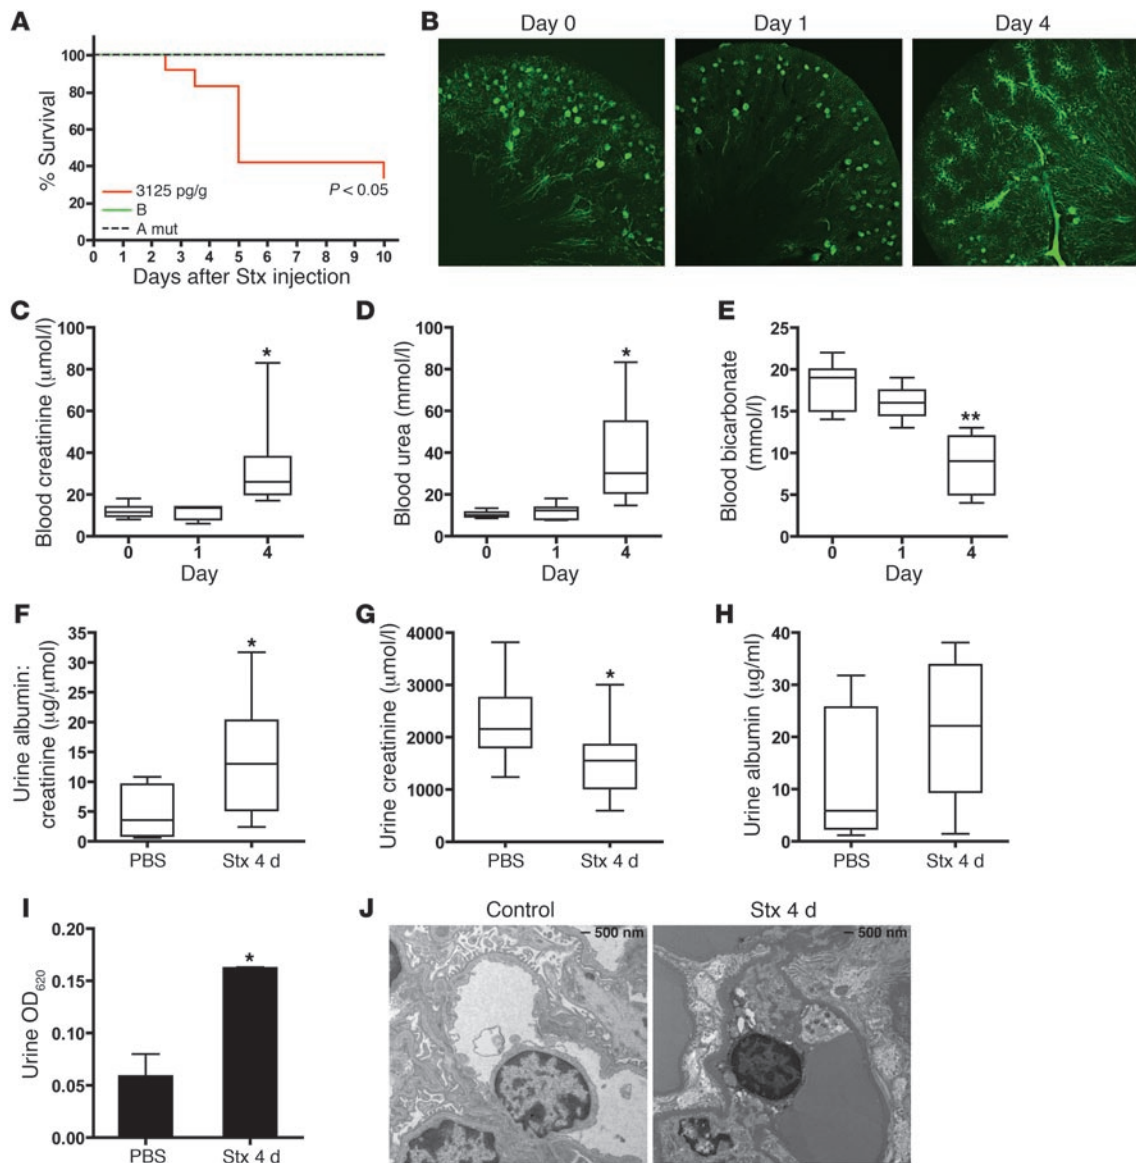 A
% Survival
100
80
60
40
20
0
3125 pg/g
B
A mut
P < 0.05
0 1 2 3 4 5 6 7 8 9 10
Days after Stx injection
B
Day 0 Day 1 Day 4
C
Blood creatinine (μmol/l)
100
80
60
40
20
0
*
0 1 4
Day
D
Blood urea (mmol/l)
100
80
60
40
20
0
*
0 1 4
Day
E
Blood bicarbonate
(mmol/l)
25
20
15
10
5
0
**
0 1 4
Day
F
Urine albumin:
creatinine (μg/μmol)
35
30
25
20
15
10
5
0
*
PBS Stx 4 d
G
Urine creatinine (μmol/l)
4000
3000
2000
1000
0
*
PBS Stx 4 d
H
Urine albumin (μg/ml)
40
30
20
10
0
PBS Stx 4 d
I
Urine OD620
0.20
0.15
0.10
0.05
0.00
*
PBS Stx 4 d
J
Control Stx 4 d
500 nm 500 nm